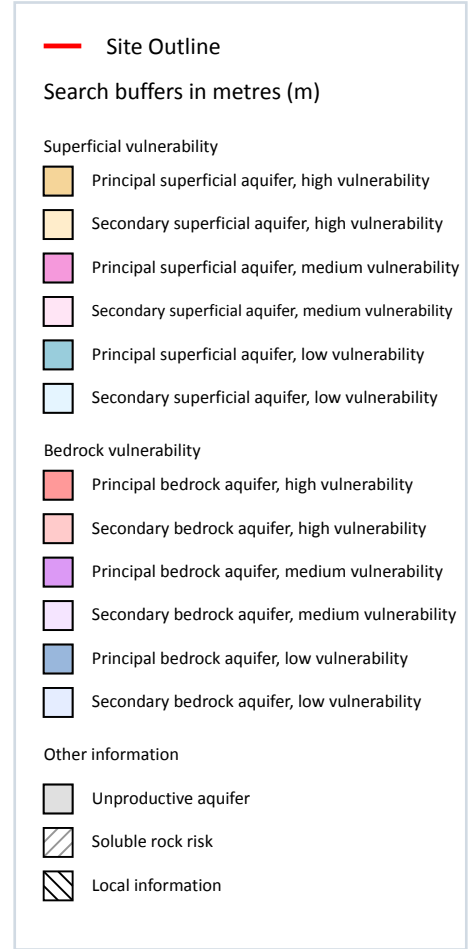 Site Outline
Search buffers in metres (m)
Superficial vulnerability
Principal superficial aquifer, high vulnerability
Secondary superficial aquifer, high vulnerability
Principal superficial aquifer, medium vulnerability
Secondary superficial aquifer, medium vulnerability
Principal superficial aquifer, low vulnerability
Secondary superficial aquifer, low vulnerability
Bedrock vulnerability
Principal bedrock aquifer, high vulnerability
Secondary bedrock aquifer, high vulnerability
Principal bedrock aquifer, medium vulnerability
Secondary bedrock aquifer, medium vulnerability
Principal bedrock aquifer, low vulnerability
Secondary bedrock aquifer, low vulnerability
Other information
Unproductive aquifer
Soluble rock risk
Local information